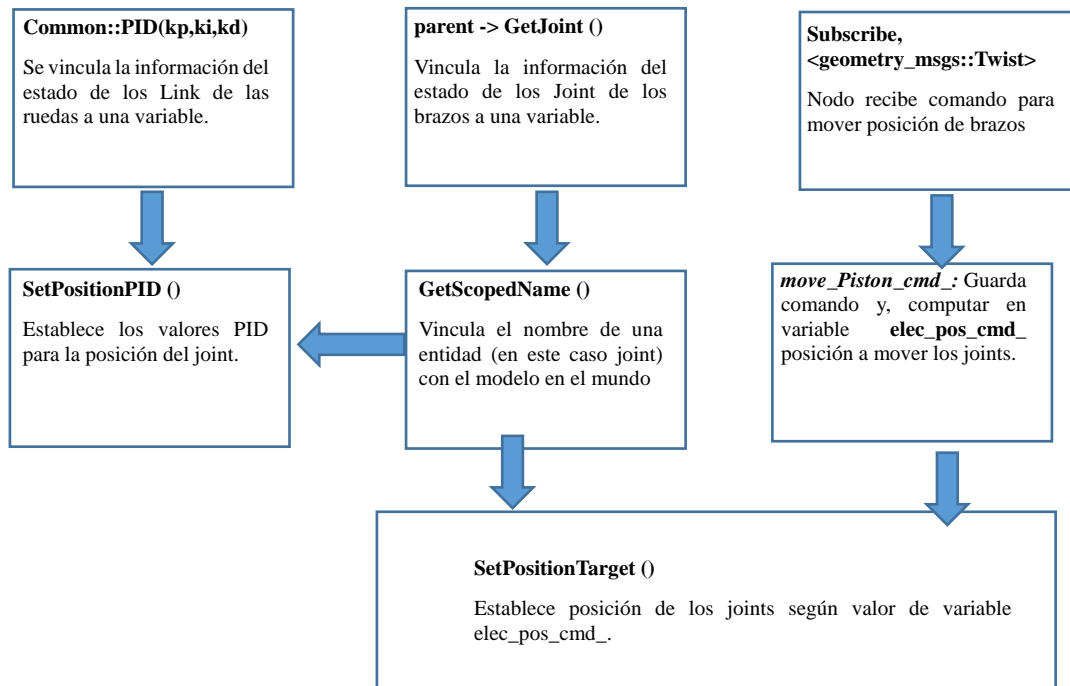 Common::PID(kp,ki,kd)
Se vincula la información del
estado de los Link de las
ruedas a una variable.
parent -> GetJoint ()
Vincula la información del
estado de los Joint de los
brazos a una variable.
Subscribe,
<geometry_msgs::Twist>
Nodo recibe comando para
mover posición de brazos
SetPositionPID ()
Establece los valores PID
para la posición del joint.
GetScopedName ()
Vincula el nombre de una
entidad (en este caso joint)
con el modelo en el mundo
move_Piston_cmd_: Guarda
comando y, computar en
variable elec_pos_cmd_
posición a mover los joints.
SetPositionTarget ()
Establece posición de los joints según valor de variable
elec_pos_cmd_.